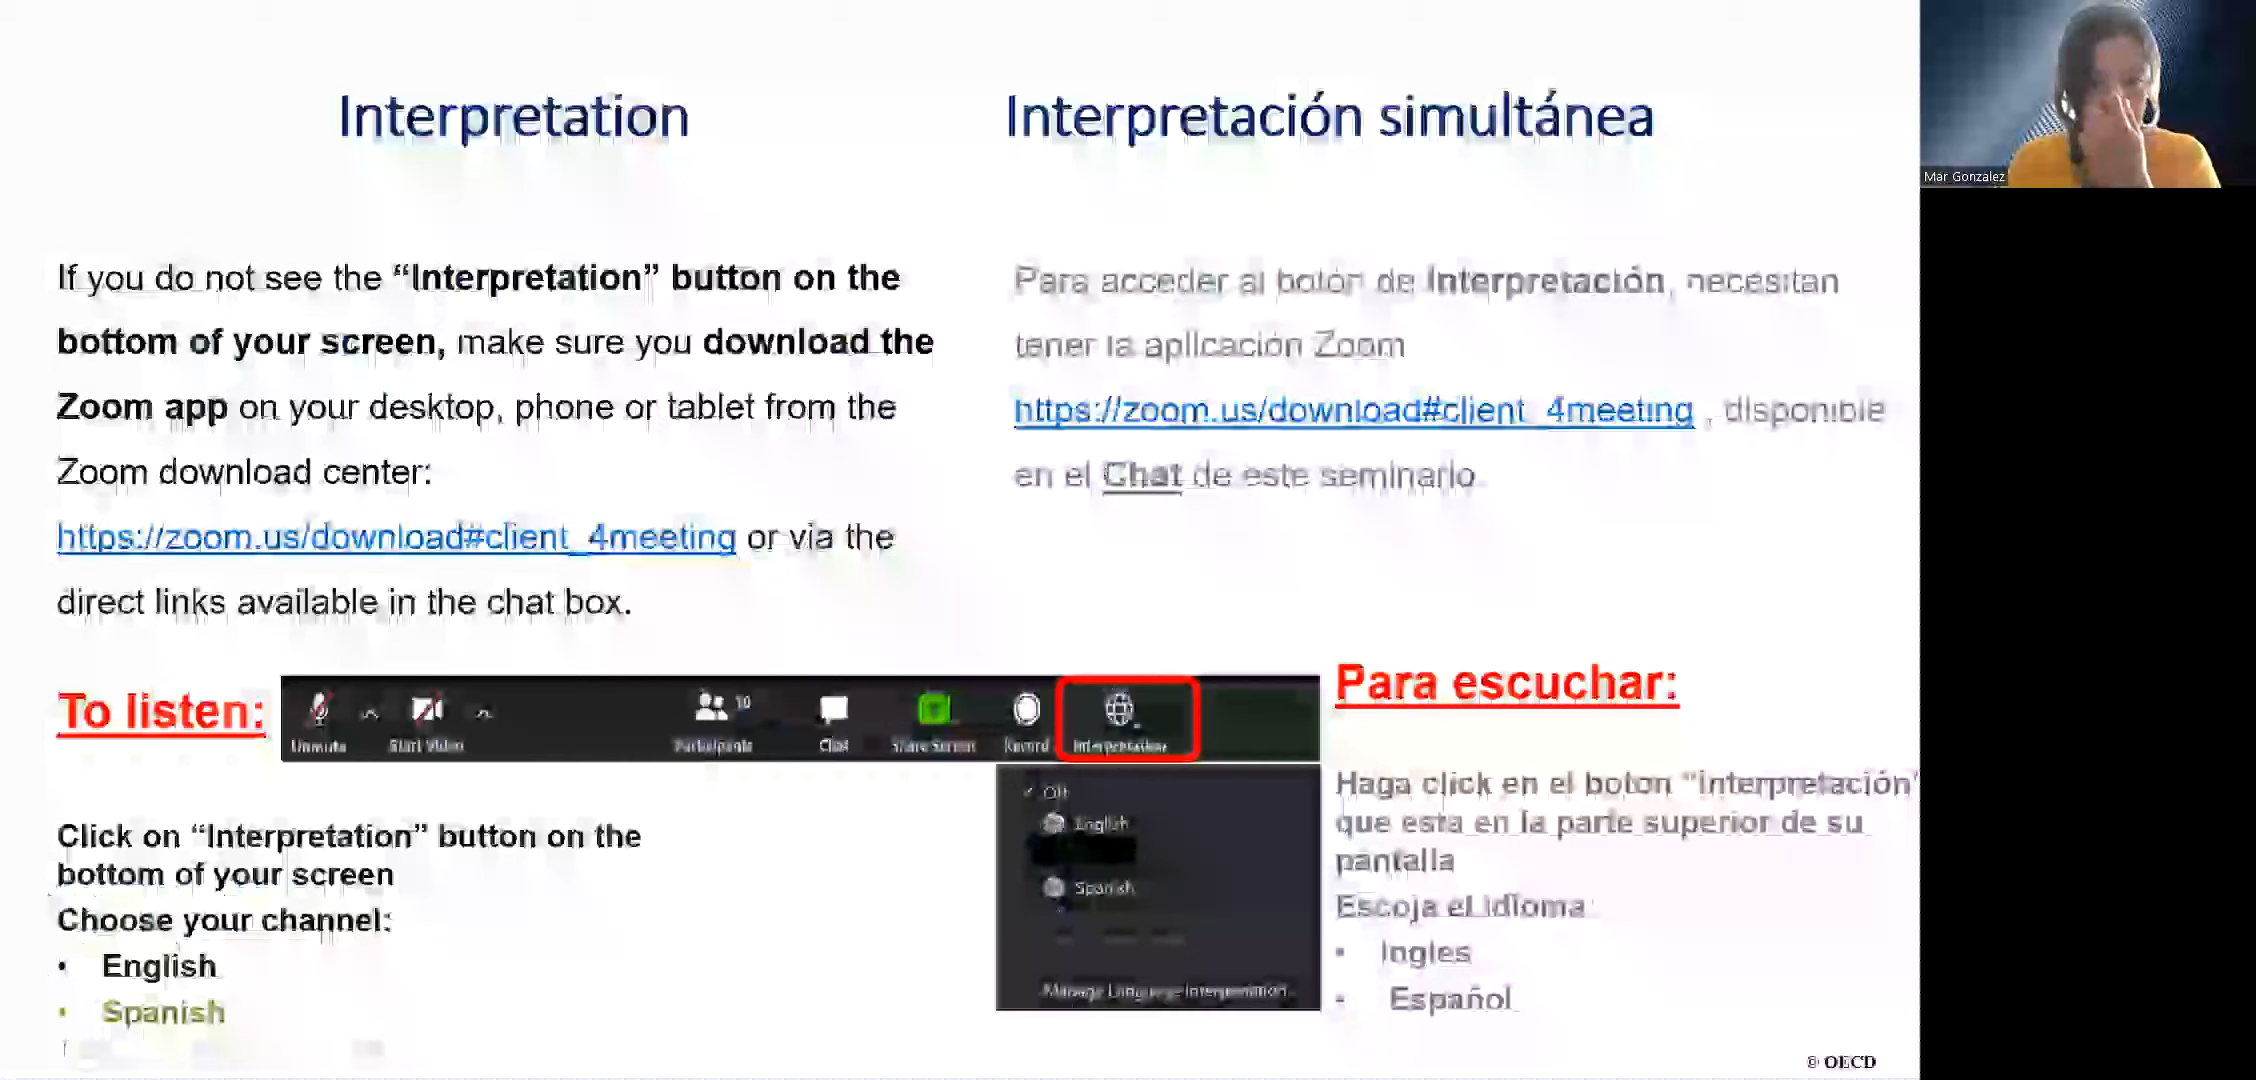 Interpretation
Interpretación simultánea
Mar Gonzalez
If you do not see the “Interpretation” button on the
bottom of your screen, make sure you download the
Zoom app on your desktop, phone or tablet from the
Zoom download center:
https://zoom.us/download#client_4meeting or via the
direct links available in the chat box.
Para acceder al botón de Interpretación, necesitan
tener la aplicación Zoom
https://zoom.us/download#client_4meeting , disponible
en el Chat de este seminario
To listen:
10
Unmute
Start Video
Participants
Chat
Share Screen
Record
Interpretation
Off
English
Spanish
Manage Language Interpretation...
Click on “Interpretation” button on the
bottom of your screen
Choose your channel:
• English
• Spanish
Para escuchar:
Haga click en el boton “interpretación”
que esta en la parte superior de su
pantalla
Escoja el idioma:
• Ingles
• Español
© OECD